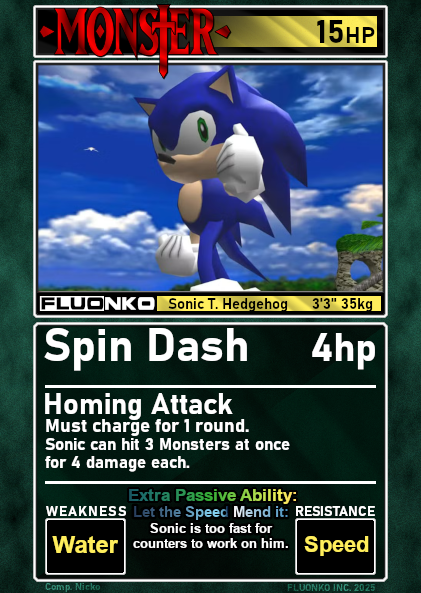 MONSTER 15HP
FLUONKO Sonic T. Hedgehog 3'3" 35kg
Spin Dash 4hp
Homing Attack
Must charge for 1 round.
Sonic can hit 3 Monsters at once
for 4 damage each.
Extra Passive Ability:
Let the Speed Mend it:
Sonic is too fast for
counters to work on him.
WEAKNESS
Water
RESISTANCE
Speed
Comp. Nicko FLUONKO INC. 2025